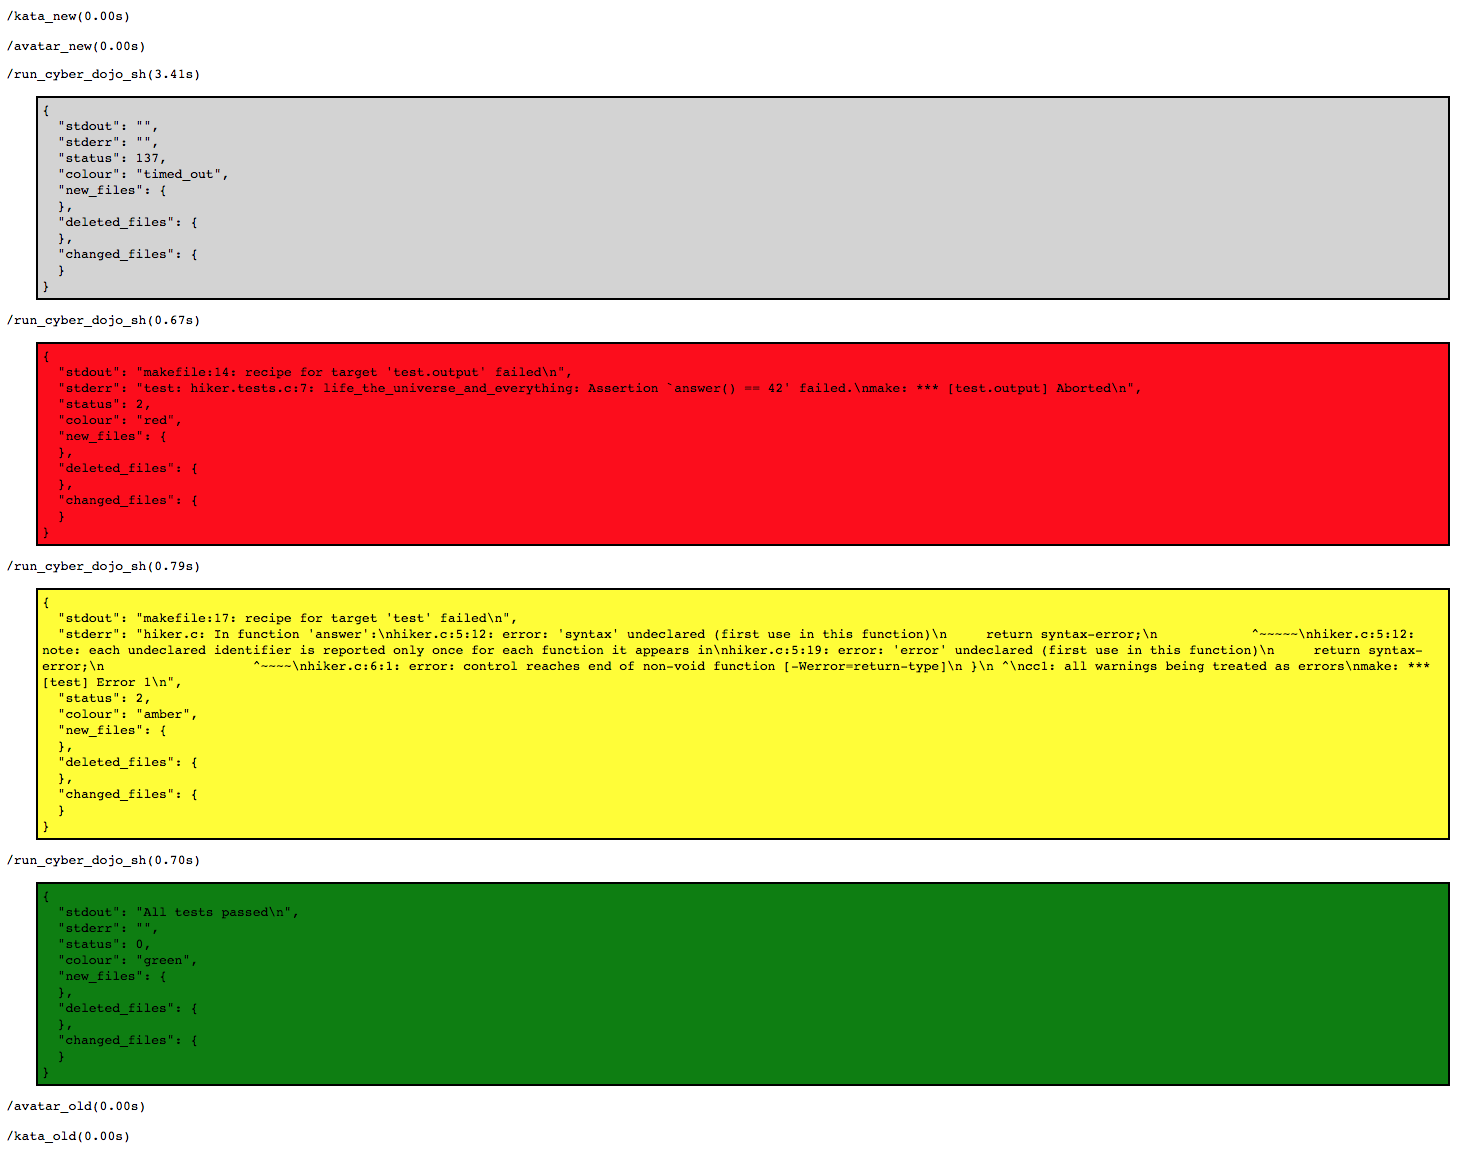 /kata_new(0.00s)
/avatar_new(0.00s)
/run_cyber_dojo_sh(3.41s)
{
  "stdout": "",
  "stderr": "",
  "status": 137,
  "colour": "timed_out",
  "new_files": {
  },
  "deleted_files": {
  },
  "changed_files": {
  }
}
/run_cyber_dojo_sh(0.67s)
{
  "stdout": "makefile:14: recipe for target 'test.output' failed\n",
  "stderr": "test: hiker.tests.c:7: life_the_universe_and_everything: Assertion `answer() == 42' failed.\nmake: *** [test.output] Aborted\n",
  "status": 2,
  "colour": "red",
  "new_files": {
  },
  "deleted_files": {
  },
  "changed_files": {
  }
}
/run_cyber_dojo_sh(0.79s)
{
  "stdout": "makefile:17: recipe for target 'test' failed\n",
  "stderr": "hiker.c: In function 'answer':\nhiker.c:5:12: error: 'syntax' undeclared (first use in this function)\n     return syntax-error;\n            ^~~~~~\nhiker.c:5:12:
note: each undeclared identifier is reported only once for each function it appears in\nhiker.c:5:19: error: 'error' undeclared (first use in this function)\n     return syntax-
error;\n                   ^~~~~\nhiker.c:6:1: error: control reaches end of non-void function [-Werror=return-type]\n }\n ^\ncc1: all warnings being treated as errors\nmake: ***
[test] Error 1\n",
  "status": 2,
  "colour": "amber",
  "new_files": {
  },
  "deleted_files": {
  },
  "changed_files": {
  }
}
/run_cyber_dojo_sh(0.70s)
{
  "stdout": "All tests passed\n",
  "stderr": "",
  "status": 0,
  "colour": "green",
  "new_files": {
  },
  "deleted_files": {
  },
  "changed_files": {
  }
}
/avatar_old(0.00s)
/kata_old(0.00s)